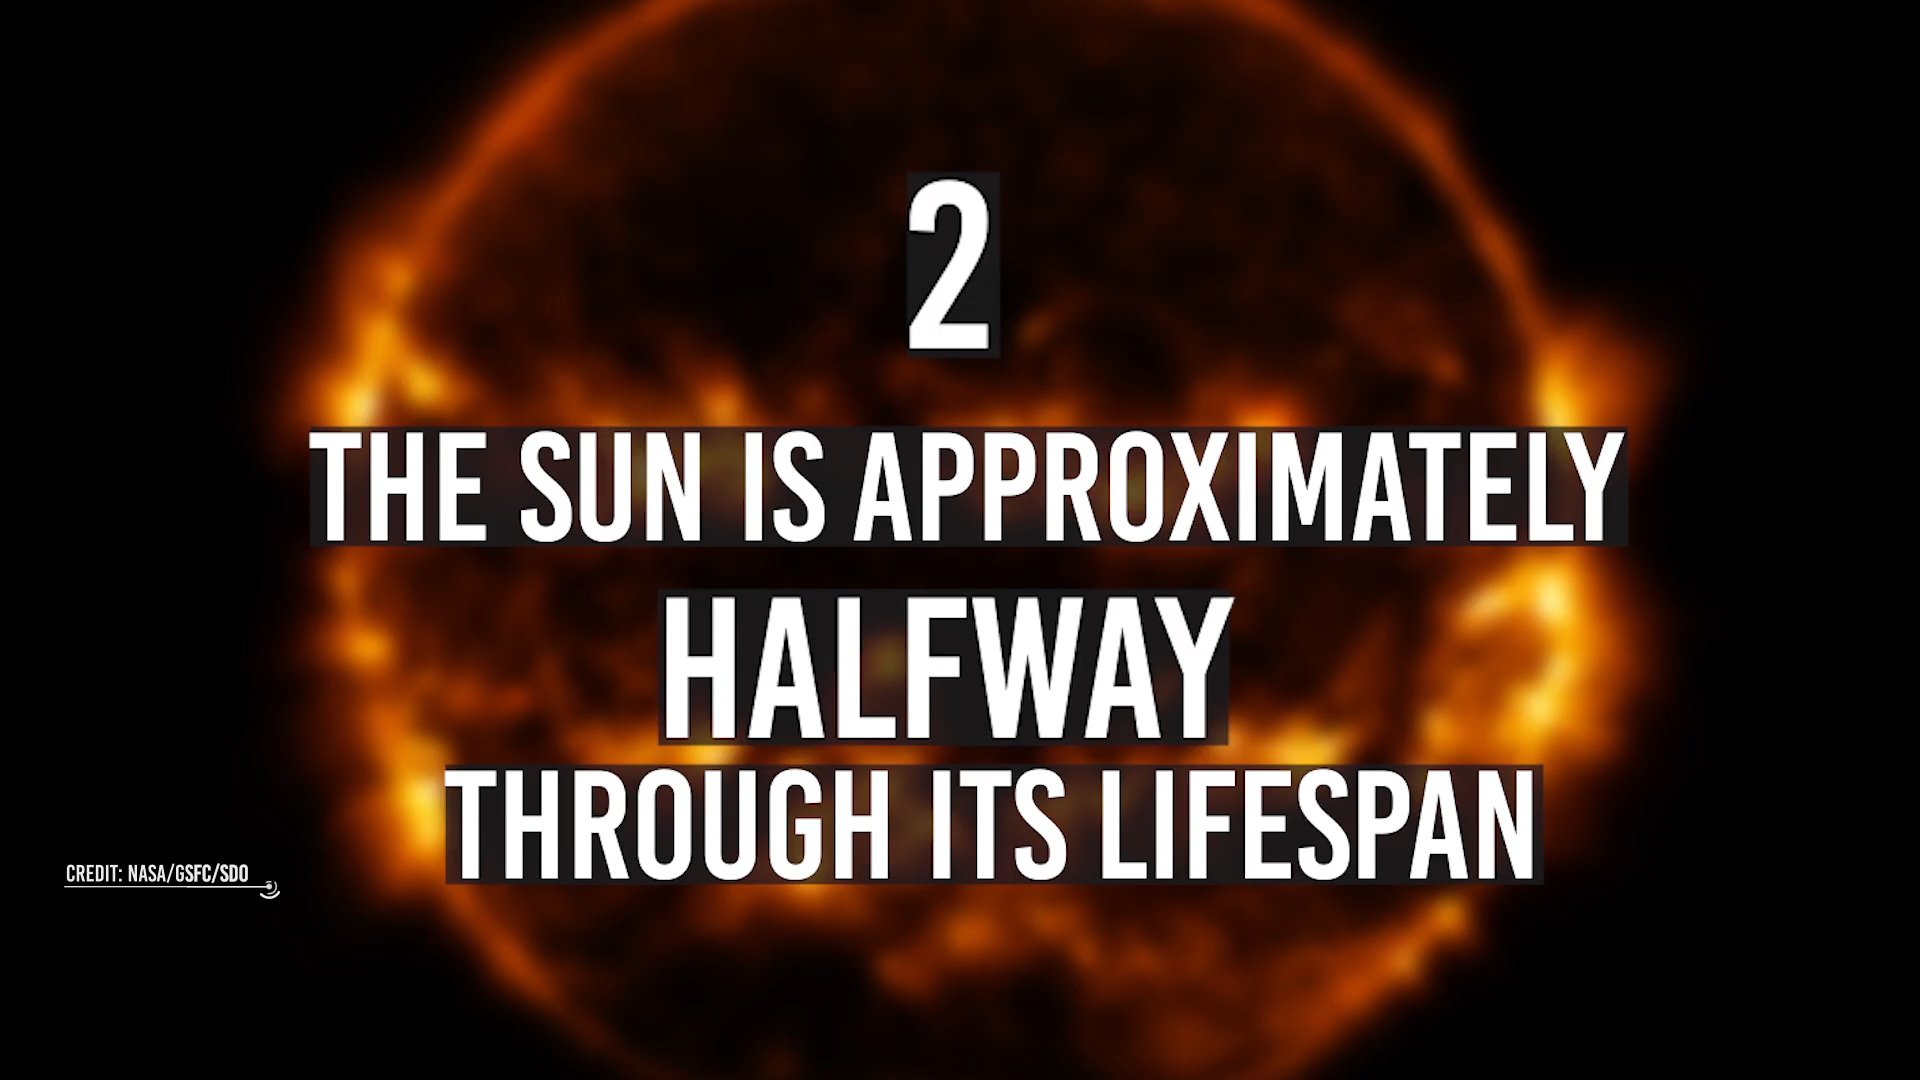 2
THE SUN IS APPROXIMATELY
HALFWAY
THROUGH ITS LIFESPAN
CREDIT: NASA/GSFC/SDO